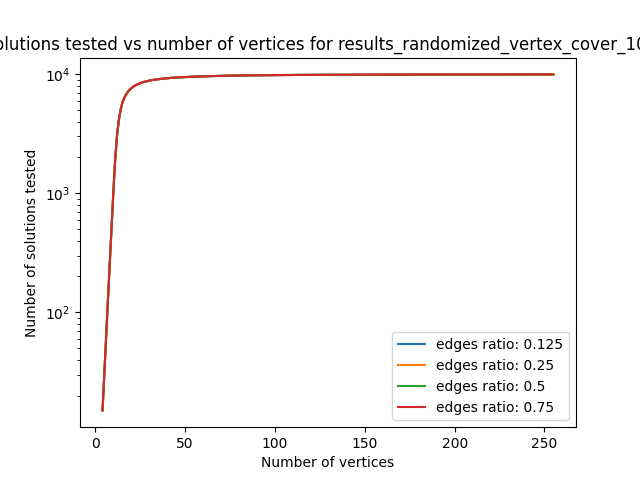 olutions tested vs number of vertices for results_randomized_vertex_cover_10
10^4
10^3
10^2
Number of solutions tested
0 50 100 150 200 250
Number of vertices
edges ratio: 0.125
edges ratio: 0.25
edges ratio: 0.5
edges ratio: 0.75